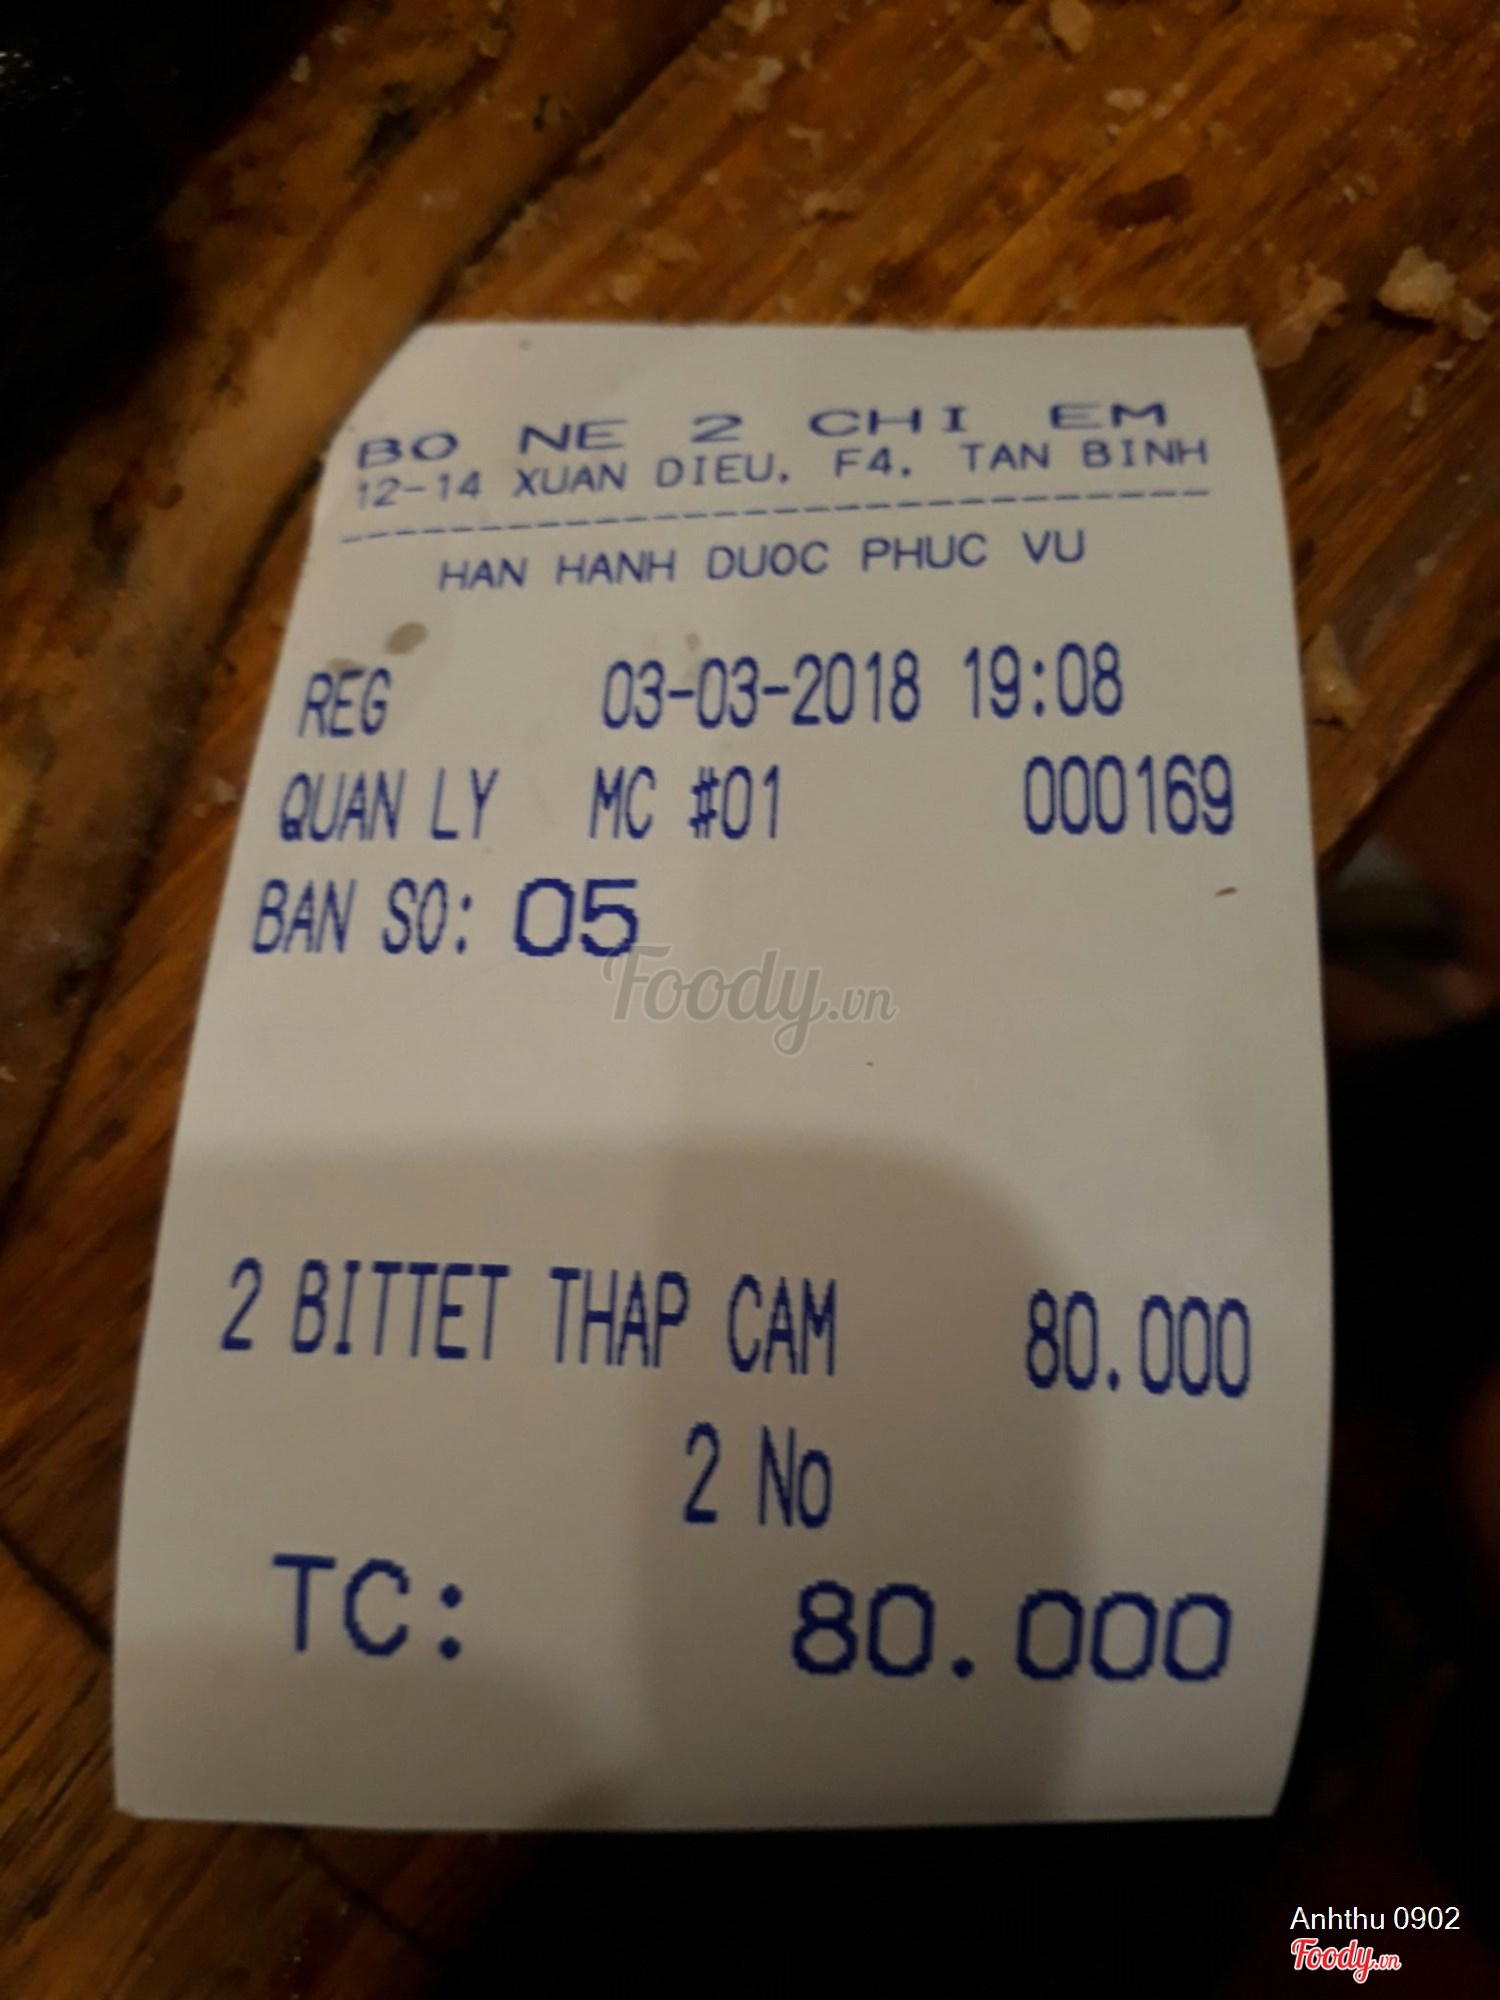 BO NE 2 CHI EM
12-14 XUAN DIEU, F4, TAN BINH
HAN HANH DUOC PHUC VU
REG 03-03-2018 19:08
QUAN LY MC #01 000169
BAN SO: 05
Foody.vn
2 BITTET THAP CAM 80.000
2 No
TC: 80.000
Anhthu 0902
Foody.vn